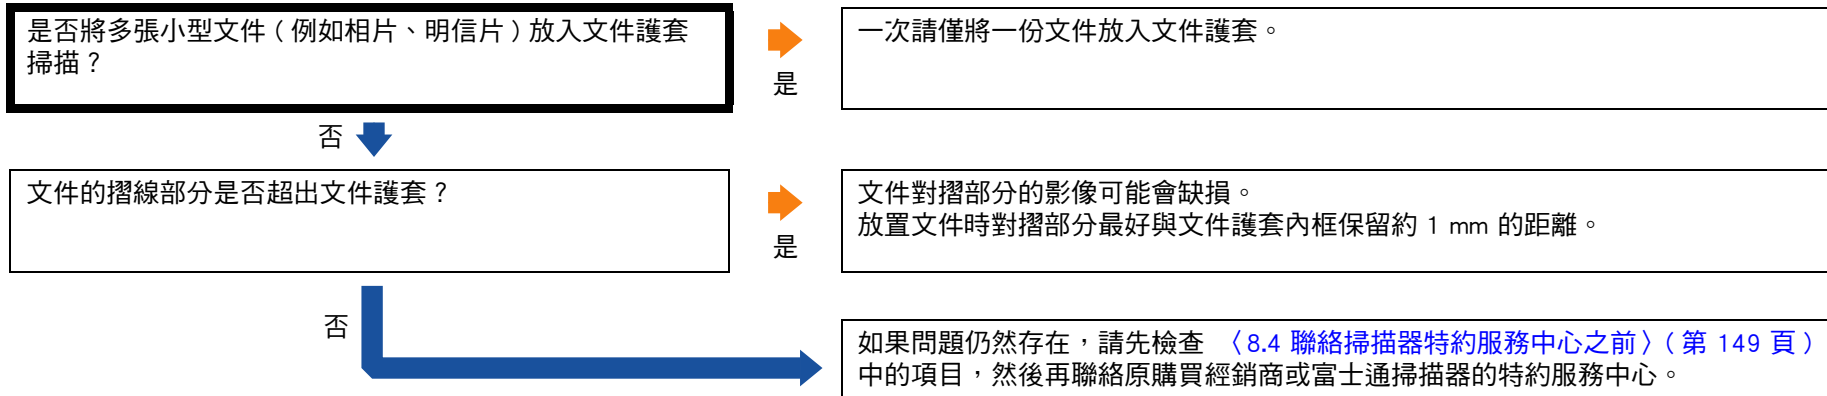 是否將多張小型文件 ( 例如相片、明信片 ) 放入文件護套
掃描？
是
一次請僅將一份文件放入文件護套。
否
文件的摺線部分是否超出文件護套？
是
文件對摺部分的影像可能會缺損。
放置文件時對摺部分最好與文件護套內框保留約 1 mm 的距離。
否
如果問題仍然存在，請先檢查 〈8.4 聯絡掃描器特約服務中心之前〉( 第 149 頁 )
中的項目，然後再聯絡原購買經銷商或富士通掃描器的特約服務中心。